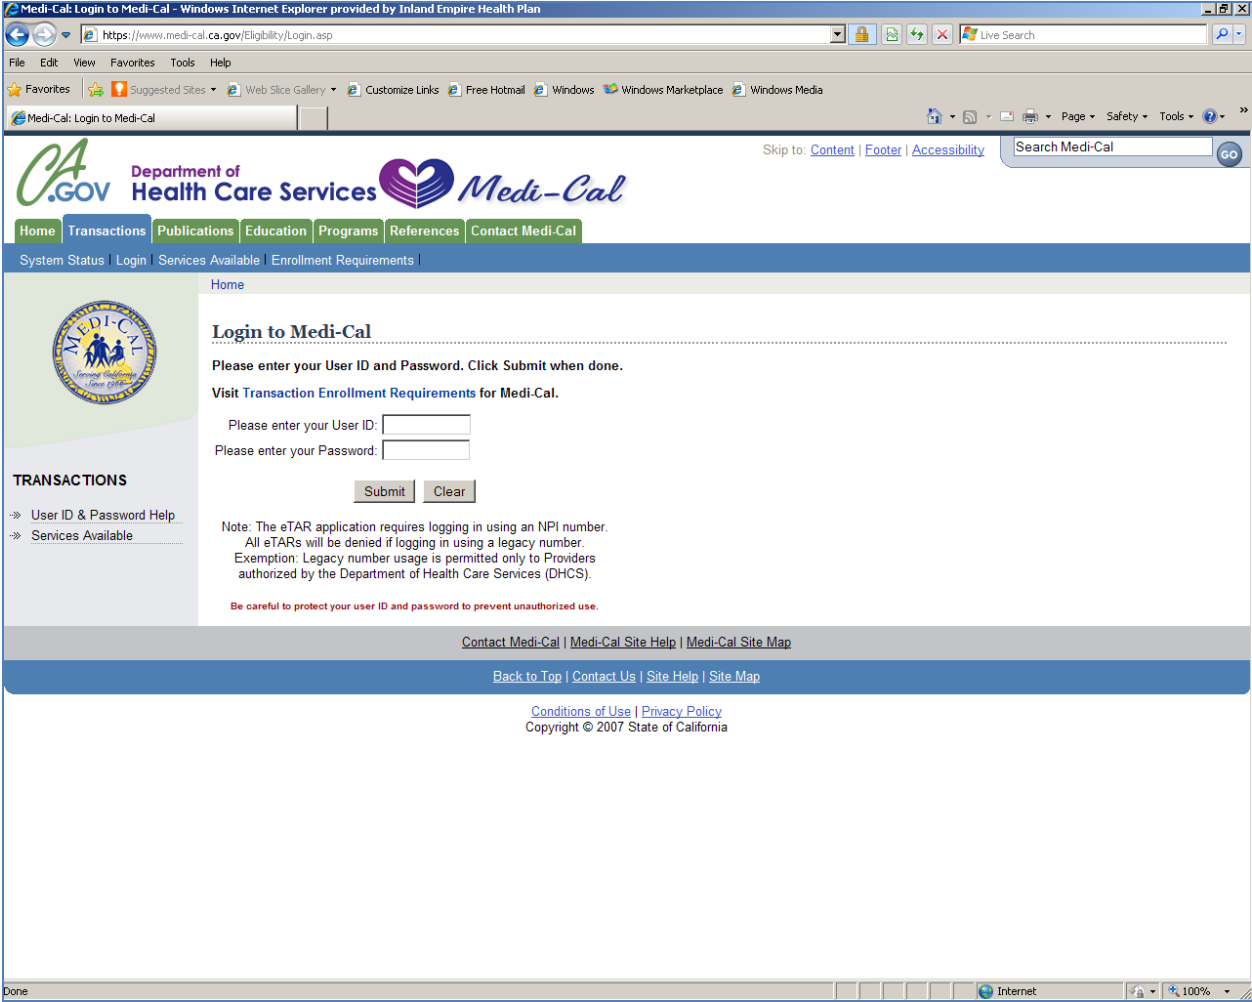 Medi-Cal: Login to Medi-Cal - Windows Internet Explorer provided by Inland Empire Health Plan
https://www.medi-cal.ca.gov/Eligibility/Login.asp
Live Search
File Edit View Favorites Tools Help
Favorites Suggested Sites Web Slice Gallery Customize Links Free Hotmail Windows Windows Marketplace Windows Media
Medi-Cal: Login to Medi-Cal
Page Safety Tools
Skip to: Content | Footer | Accessibility
Search Medi-Cal
GO
CA
.GOV
Department of
Health Care Services
Medi-Cal
Home Transactions Publications Education Programs References Contact Medi-Cal
System Status | Login | Services Available | Enrollment Requirements |
Home
MEDI-CAL
Serving California
Since 1966
Login to Medi-Cal
Please enter your User ID and Password. Click Submit when done.
Visit Transaction Enrollment Requirements for Medi-Cal.
Please enter your User ID:
Please enter your Password:
Submit Clear
TRANSACTIONS
User ID & Password Help
Services Available
Note: The eTAR application requires logging in using an NPI number.
All eTARs will be denied if logging in using a legacy number.
Exemption: Legacy number usage is permitted only to Providers
authorized by the Department of Health Care Services (DHCS).
Be careful to protect your user ID and password to prevent unauthorized use.
Contact Medi-Cal | Medi-Cal Site Help | Medi-Cal Site Map
Back to Top | Contact Us | Site Help | Site Map
Conditions of Use | Privacy Policy
Copyright © 2007 State of California
Done
Internet
100%